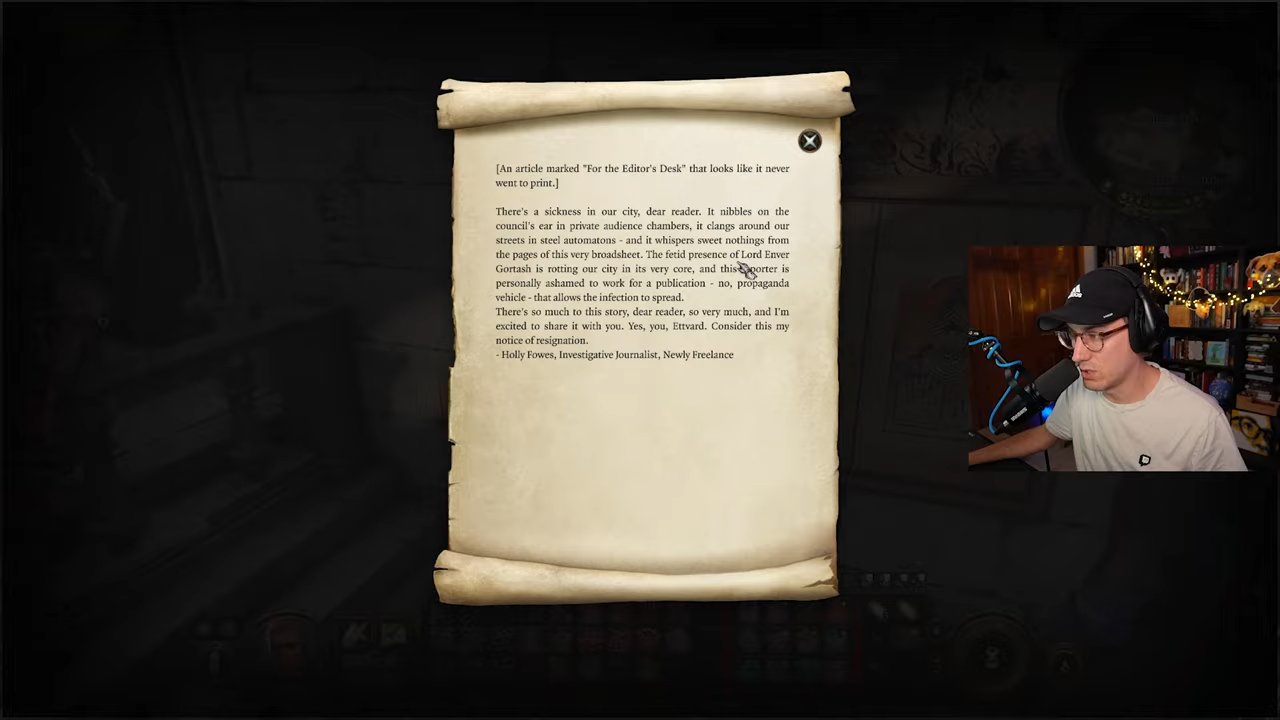 [An article marked "For the Editor's Desk" that looks like it never
went to print.]
There's a sickness in our city, dear reader. It nibbles on the
council's ear in private audience chambers, it clangs around our
streets in steel automatons - and it whispers sweet nothings from
the pages of this very broadsheet. The fetid presence of Lord Enver
Gortash is rotting our city in its very core, and this is
personally ashamed to work for a publication - no, propaganda
vehicle - that allows the infection to spread.
There's so much to this story, dear reader, so very much, and I'm
excited to share it with you. Yes, you, Ettvard. Consider this my
notice of resignation.
- Holly Fowes, Investigative Journalist, Newly Freelance